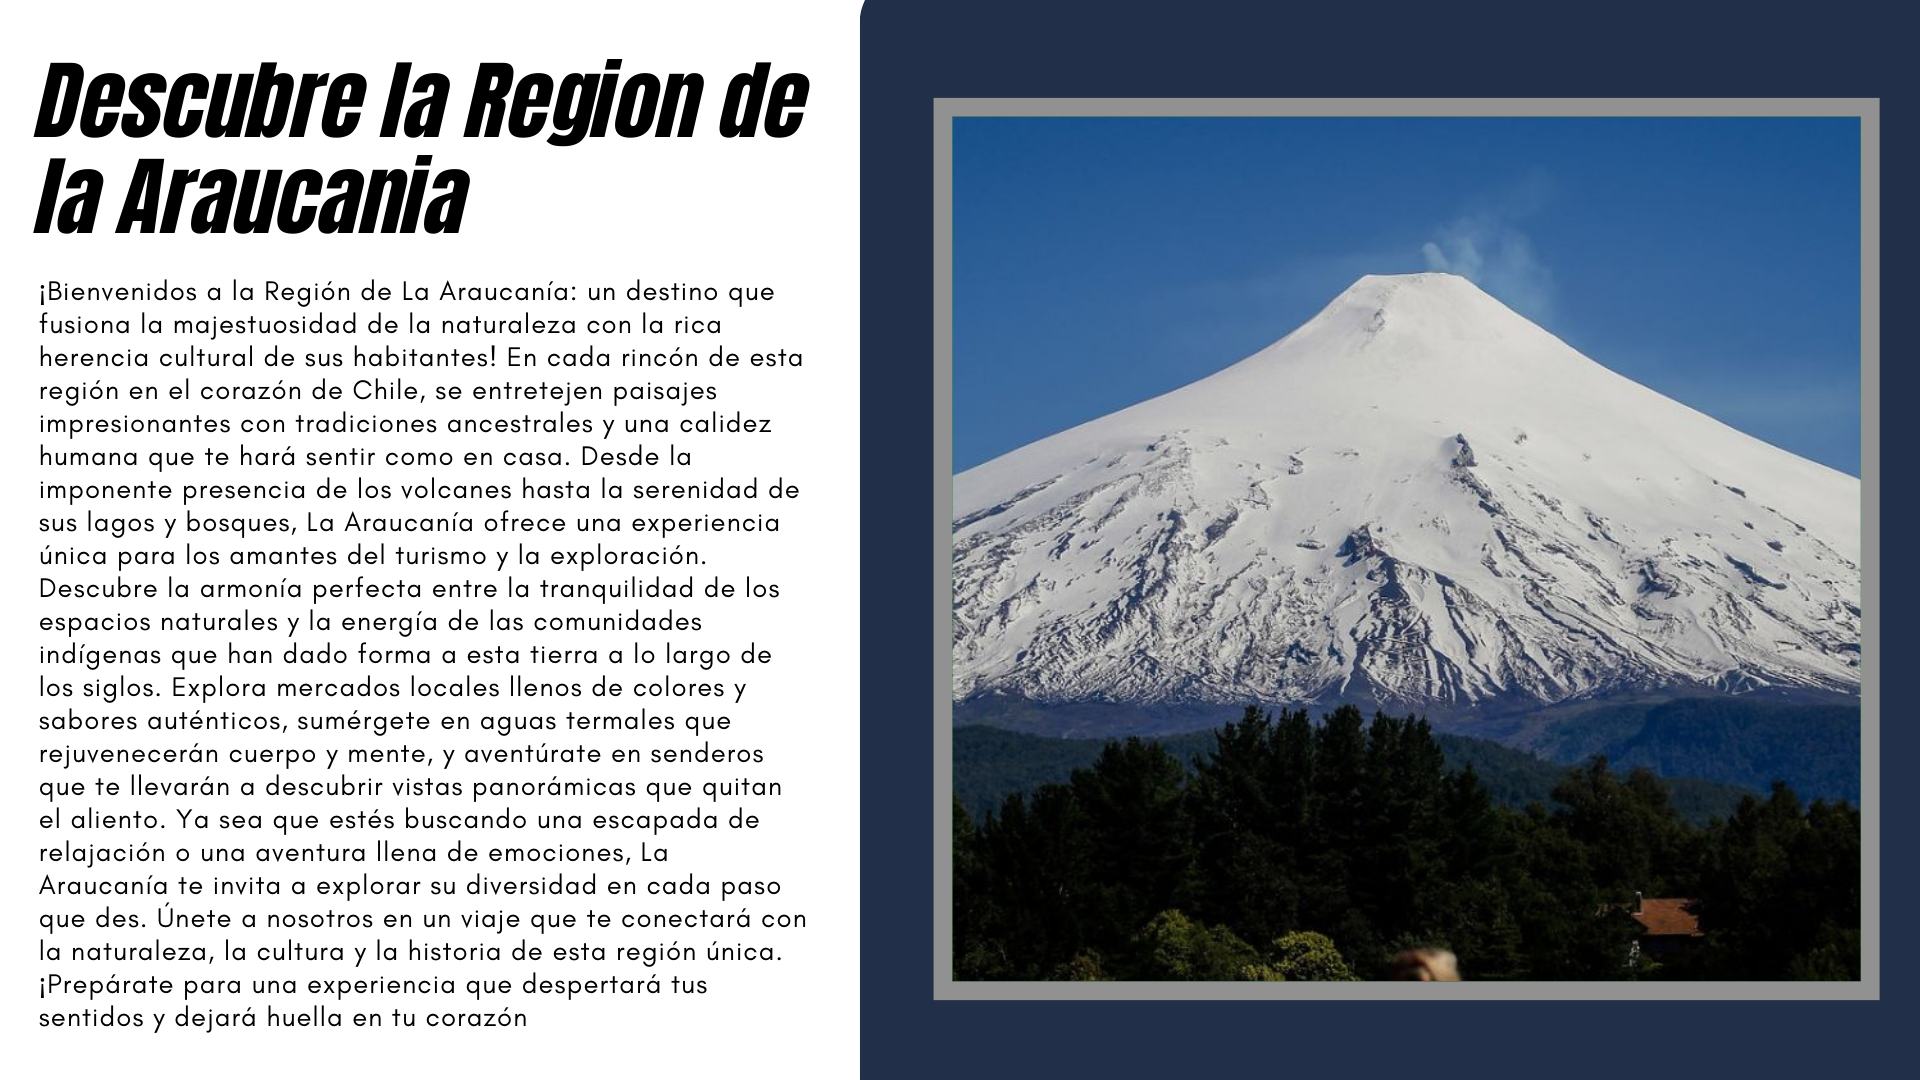 Descubre la Region de
la Araucania
¡Bienvenidos a la Región de La Araucanía: un destino que
fusiona la majestuosidad de la naturaleza con la rica
herencia cultural de sus habitantes! En cada rincón de esta
región en el corazón de Chile, se entretejen paisajes
impresionantes con tradiciones ancestrales y una calidez
humana que te hará sentir como en casa. Desde la
imponente presencia de los volcanes hasta la serenidad de
sus lagos y bosques, La Araucanía ofrece una experiencia
única para los amantes del turismo y la exploración.
Descubre la armonía perfecta entre la tranquilidad de los
espacios naturales y la energía de las comunidades
indígenas que han dado forma a esta tierra a lo largo de
los siglos. Explora mercados locales llenos de colores y
sabores auténticos, sumérgete en aguas termales que
rejuvenecerán cuerpo y mente, y aventúrate en senderos
que te llevarán a descubrir vistas panorámicas que quitan
el aliento. Ya sea que estés buscando una escapada de
relajación o una aventura llena de emociones, La
Araucanía te invita a explorar su diversidad en cada paso
que des. Únete a nosotros en un viaje que te conectará con
la naturaleza, la cultura y la historia de esta región única.
¡Prepárate para una experiencia que despertará tus
sentidos y dejará huella en tu corazón